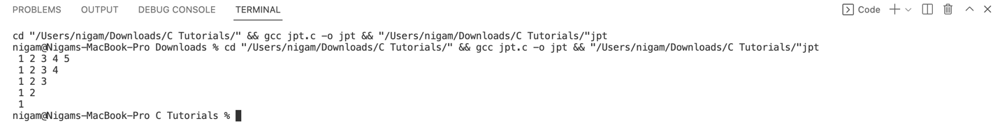 PROBLEMS OUTPUT DEBUG CONSOLE TERMINAL Code
cd "/Users/nigam/Downloads/C Tutorials/" && gcc jpt.c -o jpt && "/Users/nigam/Downloads/C Tutorials/"jpt
nigam@Nigams-MacBook-Pro Downloads % cd "/Users/nigam/Downloads/C Tutorials/" && gcc jpt.c -o jpt && "/Users/nigam/Downloads/C Tutorials/"jpt
1 2 3 4 5
1 2 3 4
1 2 3
1 2
1
nigam@Nigams-MacBook-Pro C Tutorials %